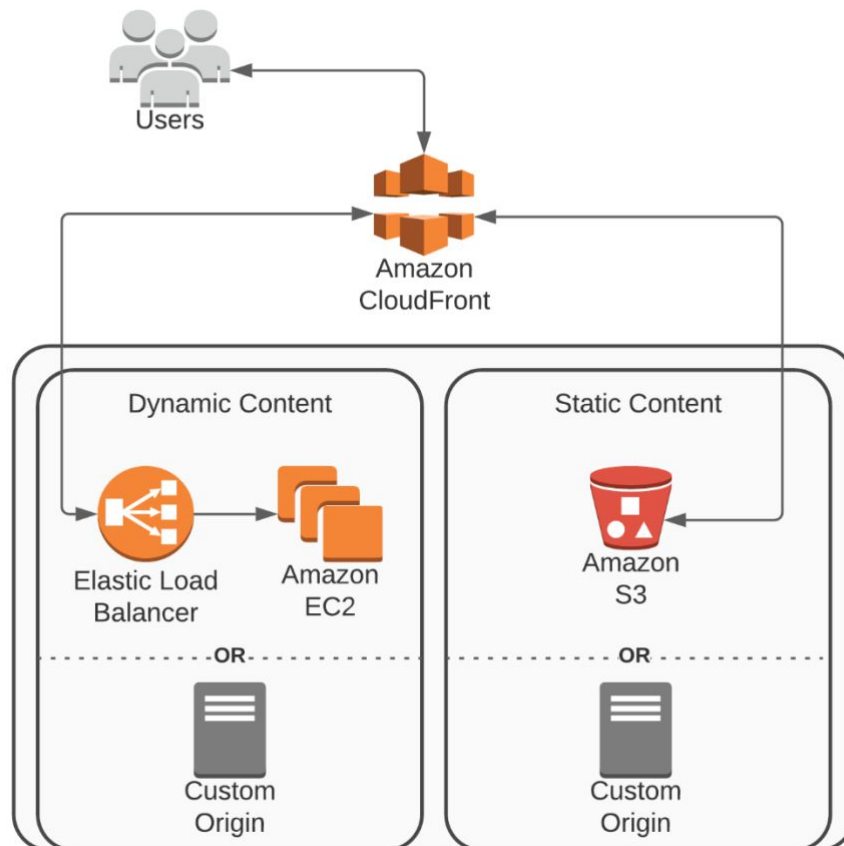 Users
Amazon
CloudFront
Dynamic Content
Static Content
Elastic Load
Balancer
Amazon
EC2
Amazon
S3
OR
OR
Custom
Origin
Custom
Origin